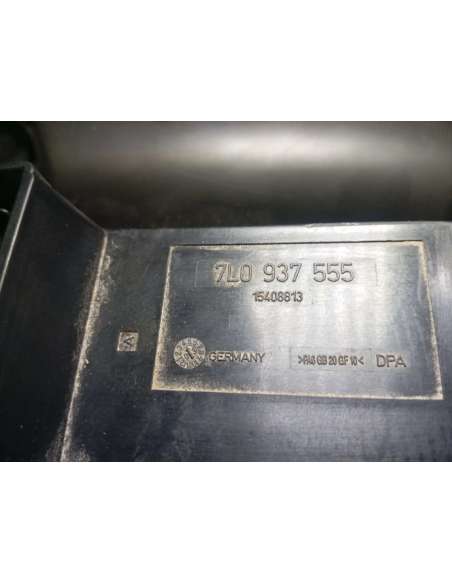 7L0 937 555
15408813
A
GERMANY >PA6 GB 20 GF 10< DPA